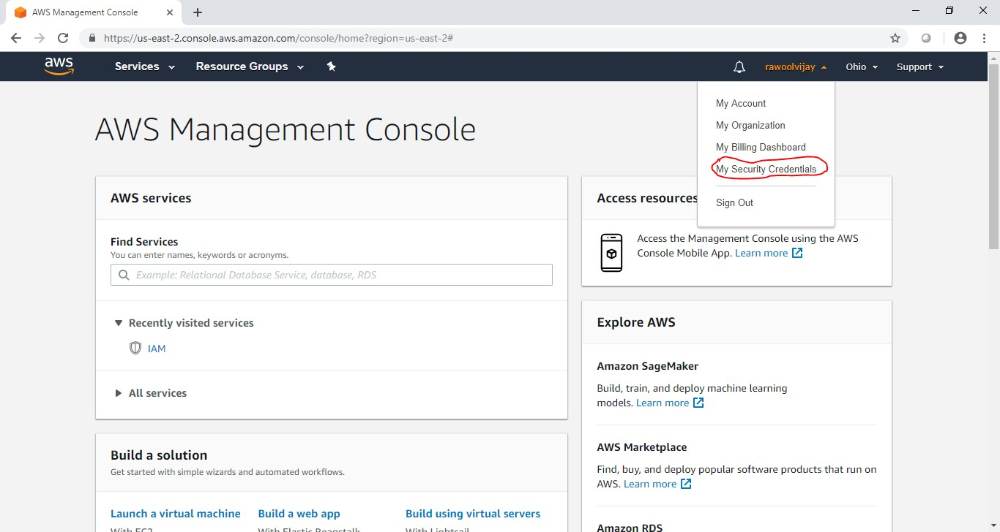 AWS Management Console
https://us-east-2.console.aws.amazon.com/console/home?region=us-east-2#
aws Services Resource Groups rawoolvijay Ohio Support
My Account
My Organization
My Billing Dashboard
My Security Credentials
Sign Out
AWS Management Console
AWS services
Find Services
You can enter names, keywords or acronyms.
Example: Relational Database Service, database, RDS
Recently visited services
IAM
All services
Build a solution
Get started with simple wizards and automated workflows.
Launch a virtual machine Build a web app Build using virtual servers
With EC2 With Elastic Beanstalk With Lightsail
Access resources
Access the Management Console using the AWS
Console Mobile App. Learn more
Explore AWS
Amazon SageMaker
Build, train, and deploy machine learning
models. Learn more
AWS Marketplace
Find, buy, and deploy popular software products that run on
AWS. Learn more
Amazon RDS